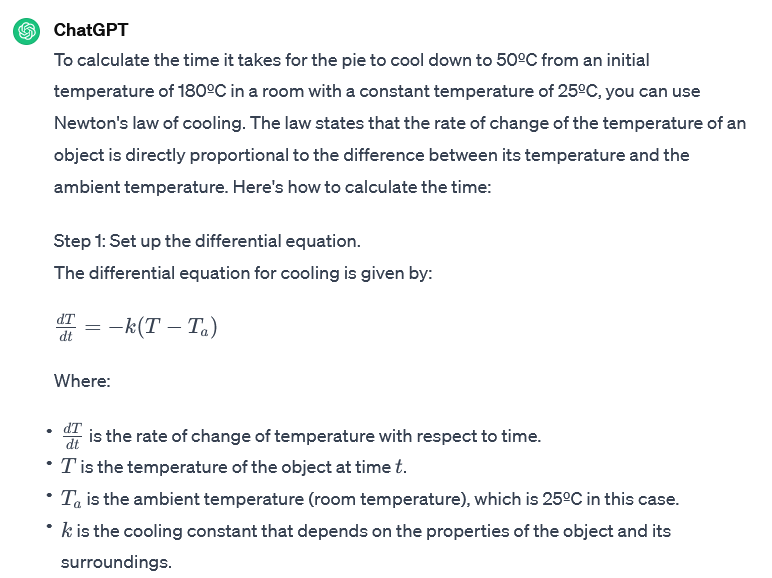 ChatGPT
To calculate the time it takes for the pie to cool down to 50ºC from an initial
temperature of 180ºC in a room with a constant temperature of 25ºC, you can use
Newton's law of cooling. The law states that the rate of change of the temperature of an
object is directly proportional to the difference between its temperature and the
ambient temperature. Here's how to calculate the time:
Step 1: Set up the differential equation.
The differential equation for cooling is given by:
\frac{dT}{dt} = -k(T - T_a)
Where:
• \frac{dT}{dt} is the rate of change of temperature with respect to time.
• T is the temperature of the object at time t.
• T_a is the ambient temperature (room temperature), which is 25ºC in this case.
• k is the cooling constant that depends on the properties of the object and its
surroundings.